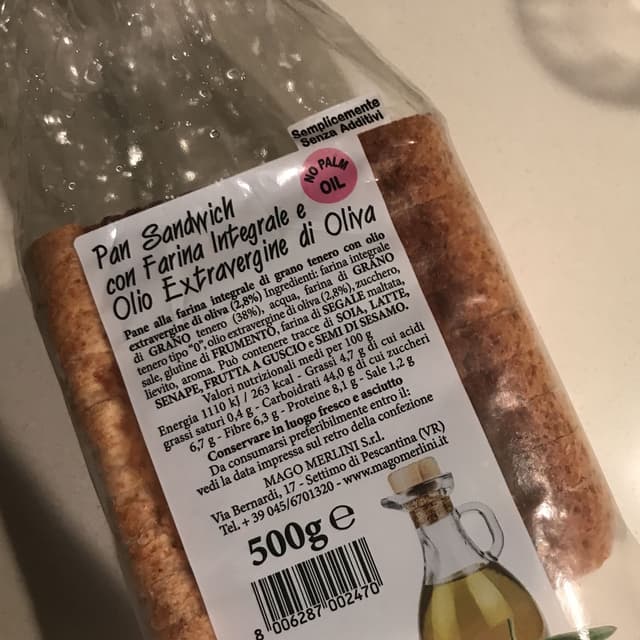 Semplicemente
Senza Additivi
NO PALM
OIL
Pan Sandwich
con Farina Integrale e
Olio Extravergine di Oliva
Pane alla farina integrale di grano tenero con olio
extravergine di oliva (2,8%) Ingredienti: farina integrale
di GRANO tenero (38%), acqua, farina di GRANO
tenero tipo "0", olio extravergine di oliva (2,8%), zucchero,
sale, glutine di FRUMENTO, farina di SEGALE maltata,
lievito, aroma. Può contenere tracce di SOIA, LATTE,
SENAPE, FRUTTA A GUSCIO e SEMI DI SESAMO.
Valori nutrizionali medi per 100 g
Energia 1110 kJ / 263 kcal - Grassi 4,7 g di cui acidi
grassi saturi 0,4 g - Carboidrati 44,0 g di cui zuccheri
6,7 g - Fibre 6,3 g - Proteine 8,1 g - Sale 1,2 g
Conservare in luogo fresco e asciutto
Da consumarsi preferibilmente entro il:
vedi la data impressa sul retro della confezione
MAGO MERLINI S.r.l.
Via Bernardi, 17 - Settimo di Pescantina (VR)
Tel. + 39 045/6701320 - www.magomerlini.it
500g e
8 006287 002470